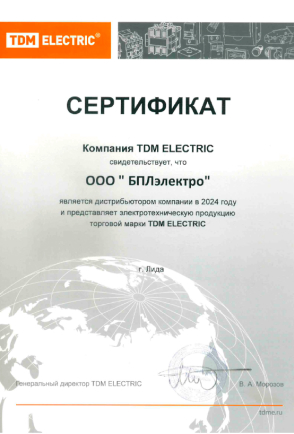 TDM ELECTRIC®
СЕРТИФИКАТ
Компания TDM ELECTRIC
свидетельствует, что
ООО " БПЛэлектро"
является дистрибьютором компании в 2024 году
и представляет электротехническую продукцию
торговой марки TDM ELECTRIC
г. Лида
Генеральный директор TDM ELECTRIC
В. А. Морозов
tdme.ru